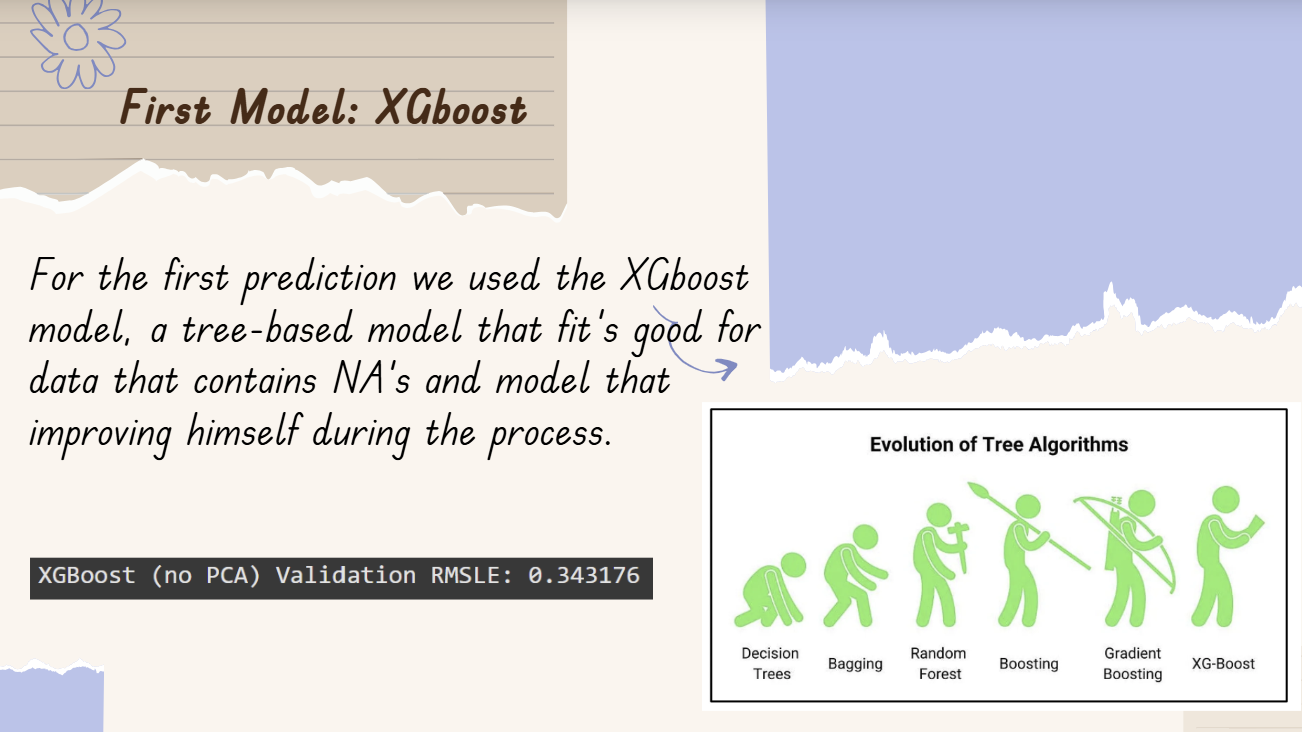 First Model: XGboost
For the first prediction we used the XGboost
model, a tree-based model that fit's good for
data that contains NA's and model that
improving himself during the process.
XGBoost (no PCA) Validation RMSLE: 0.343176
Evolution of Tree Algorithms
Decision
Trees
Bagging
Random
Forest
Boosting
Gradient
Boosting
XG-Boost